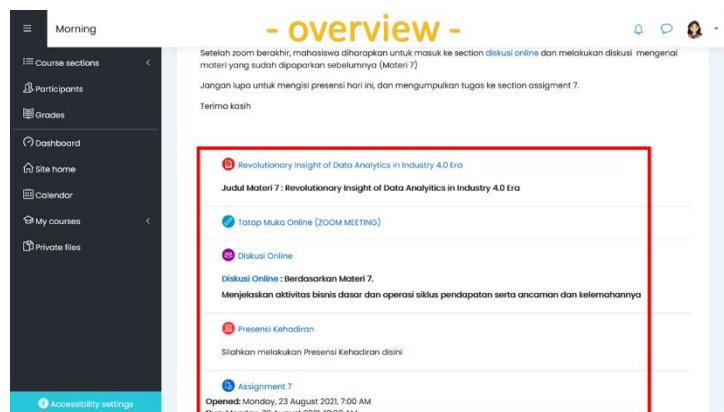 Morning
- overview -
Course sections
Participants
Grades
Dashboard
Site home
Calendar
My courses
Private files
Accessibility settings
Setelah zoom berakhir, mahasiswa diharapkan untuk masuk ke section diskusi online dan melakukan diskusi mengenai
materi yang sudah dipaparkan sebelumnya (Materi 7)
Jangan lupa untuk mengisi presensi hari ini, dan mengumpulkan tugas ke section assigment 7.
Terima kasih
Revolutionary Insight of Data Analytics in Industry 4.0 Era
Judul Materi 7 : Revolutionary Insight of Data Analyitics in Industry 4.0 Era
Tatap Muka Online (ZOOM MEETING)
Diskusi Online
Diskusi Online : Berdasarkan Materi 7.
Menjelaskan aktivitas bisnis dasar dan operasi siklus pendapatan serta ancaman dan kelemahannya
Presensi Kehadiran
Silahkan melakukan Presensi Kehadiran disini
Assignment 7
Opened: Monday, 23 August 2021, 7:00 AM